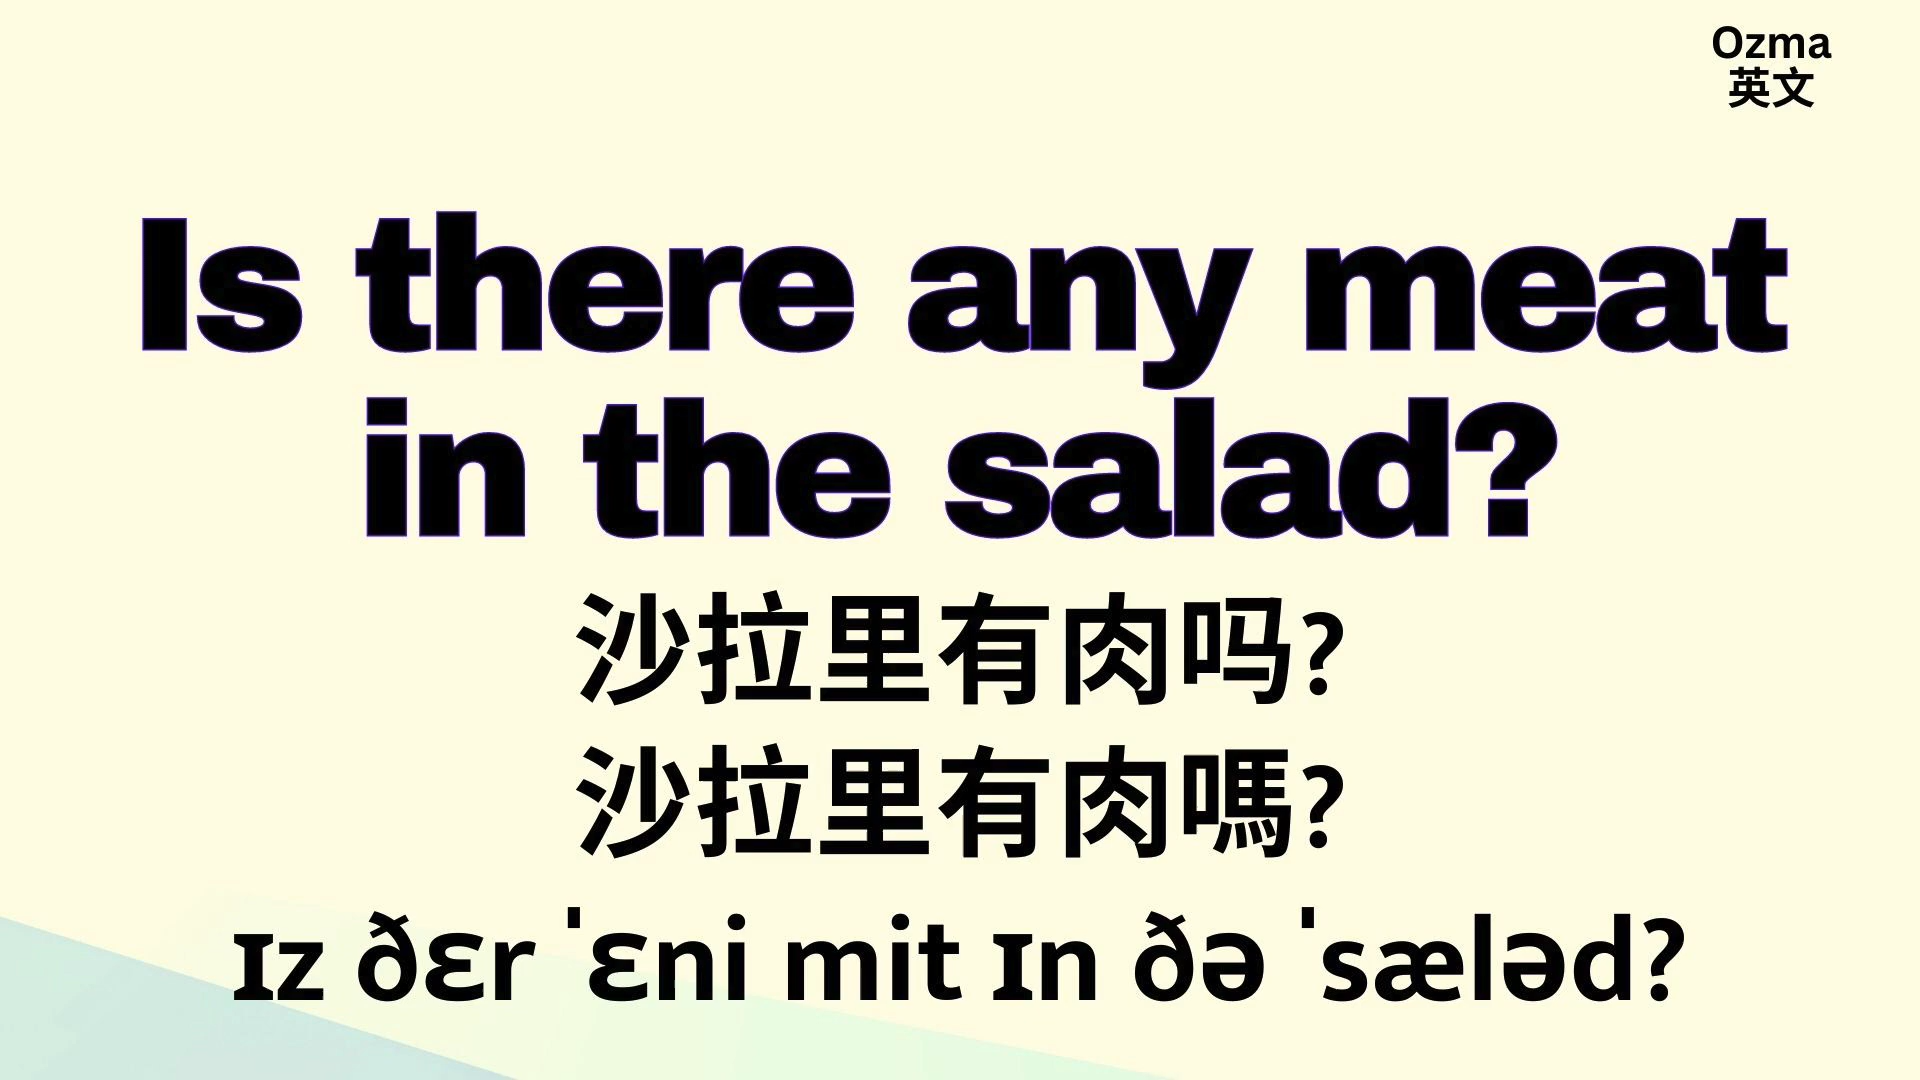 Ozma
英文
Is there any meat
in the salad?
沙拉里有肉吗?
沙拉里有肉嗎?
ɪz ðɛr ˈɛni mit ɪn ðə ˈsæləd?